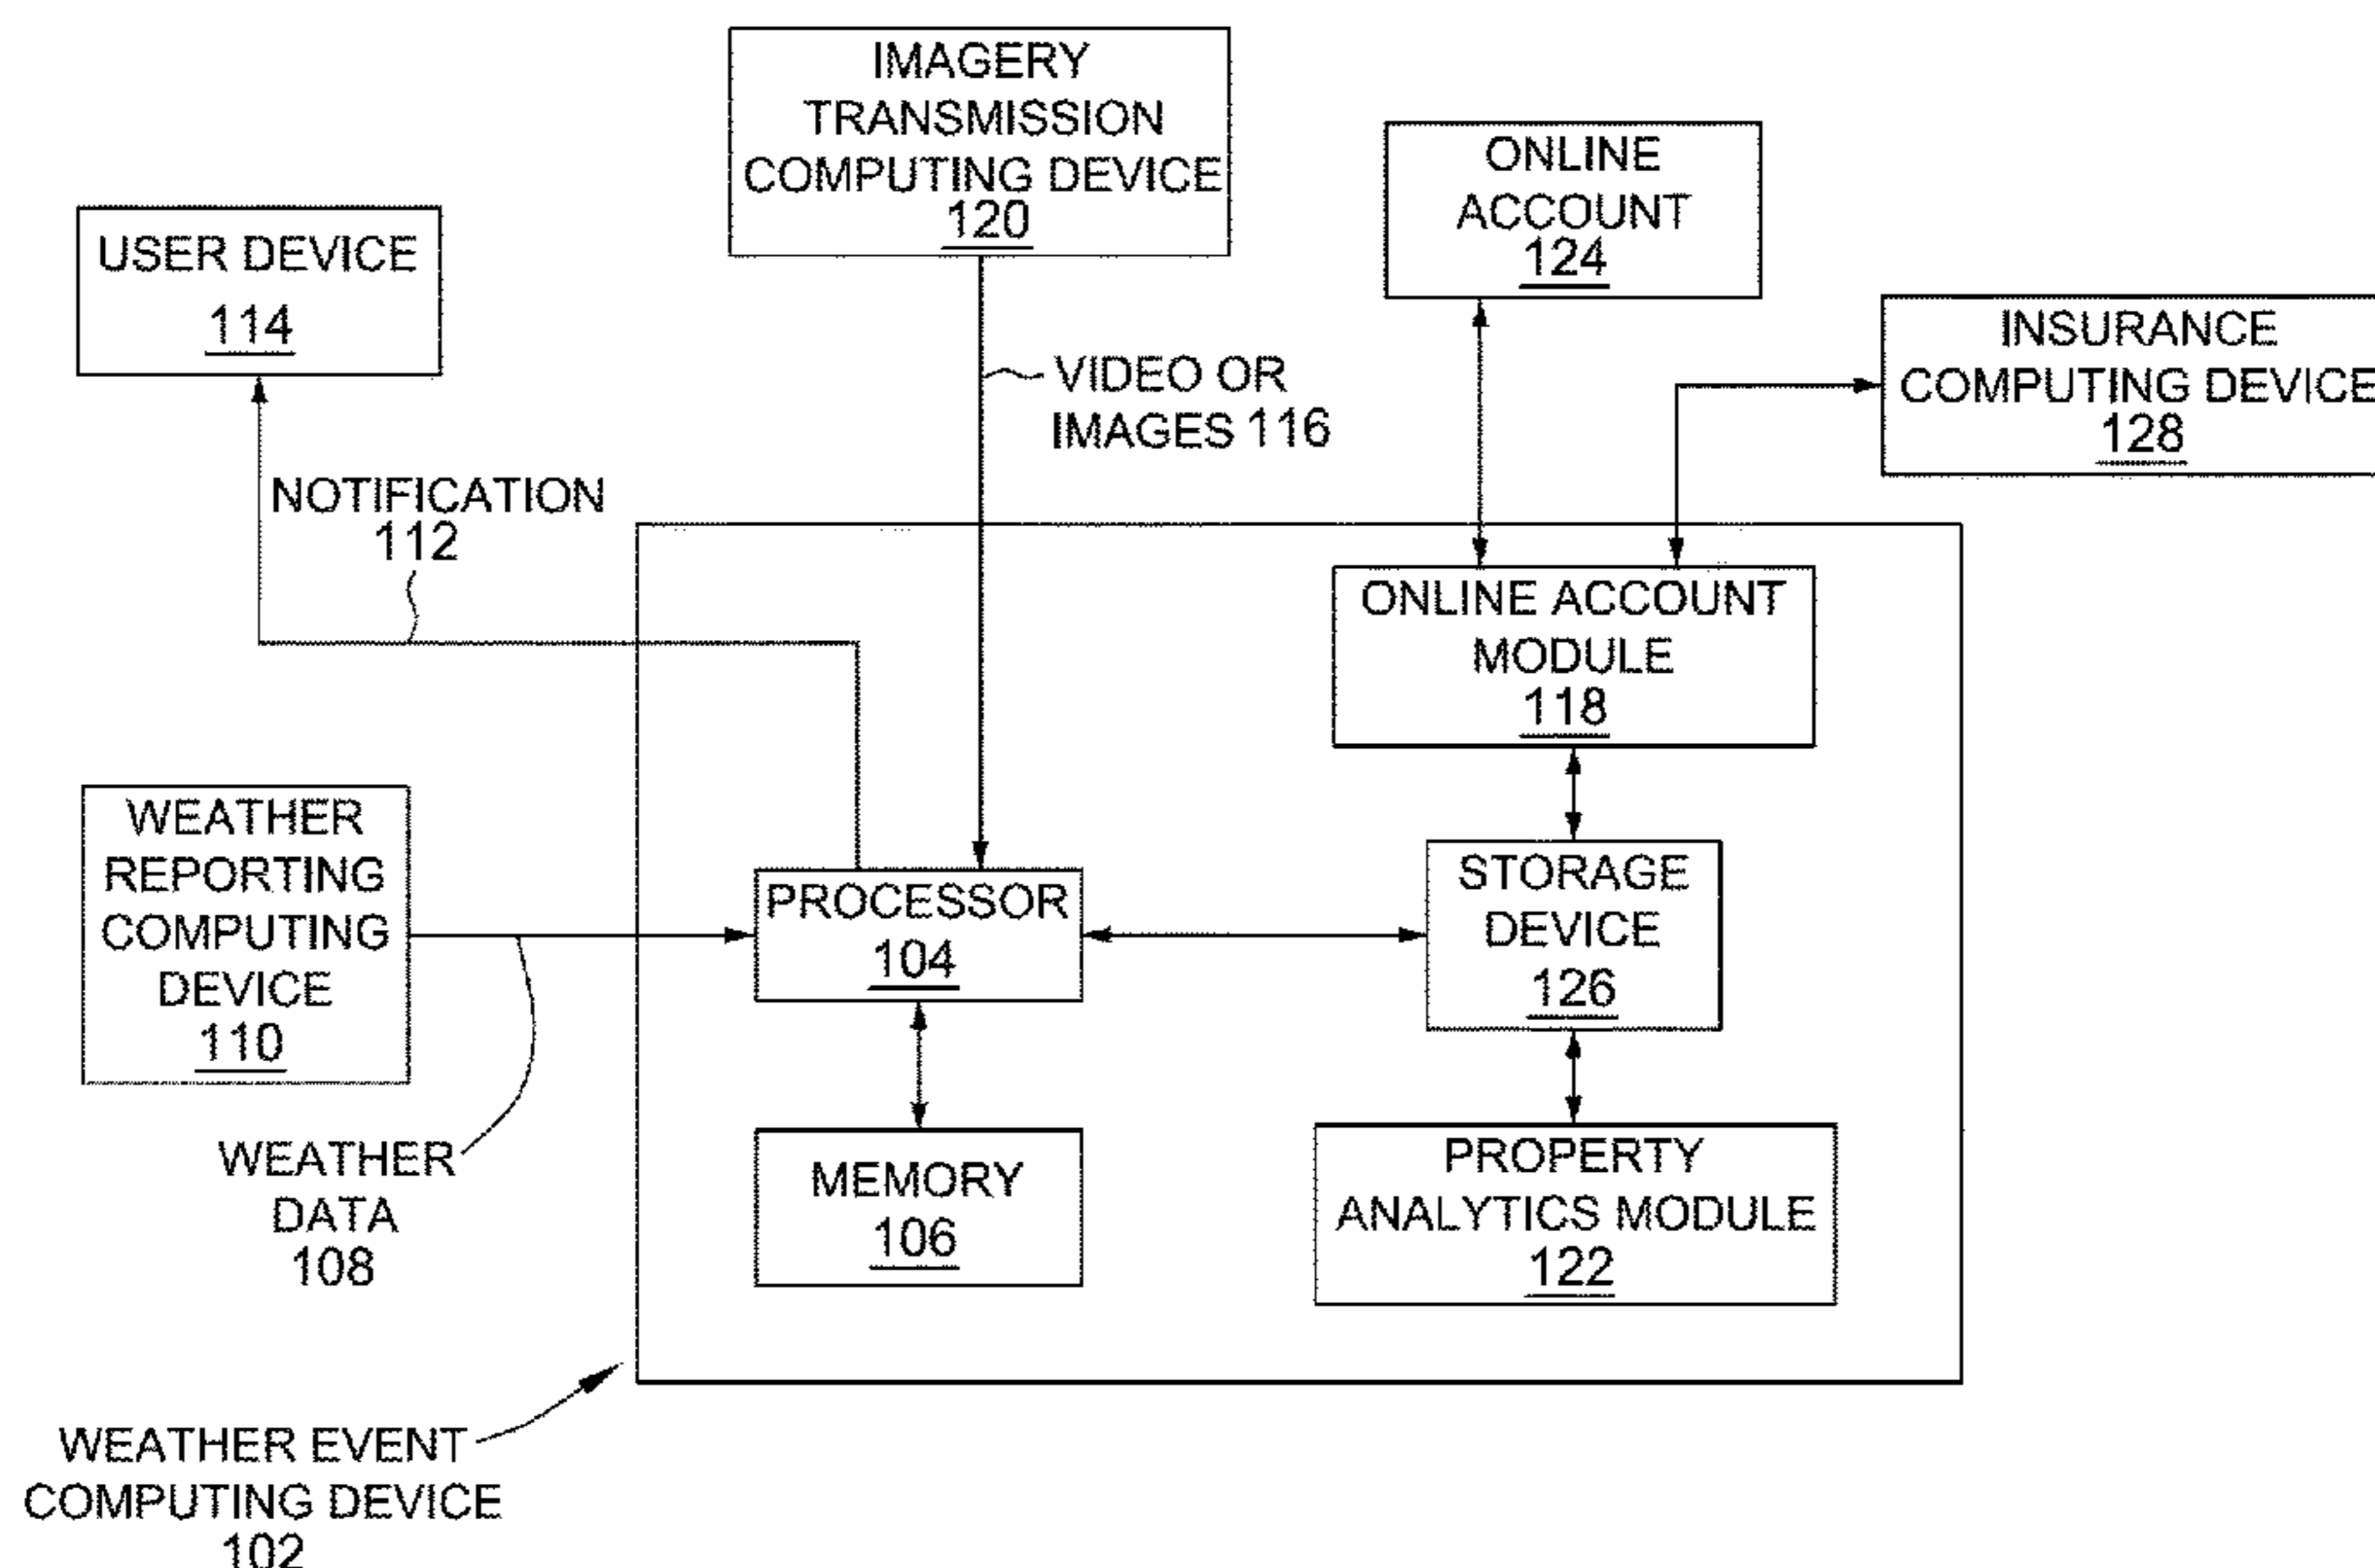 IMAGERY
TRANSMISSION
COMPUTING DEVICE
120
ONLINE
ACCOUNT
124
USER DEVICE
114
INSURANCE
COMPUTING DEVICE
128
VIDEO OR
IMAGES 116
NOTIFICATION
112
ONLINE ACCOUNT
MODULE
118
WEATHER
REPORTING
COMPUTING
DEVICE
110
PROCESSOR
104
STORAGE
DEVICE
126
WEATHER
DATA
108
MEMORY
106
PROPERTY
ANALYTICS MODULE
122
WEATHER EVENT
COMPUTING DEVICE
102